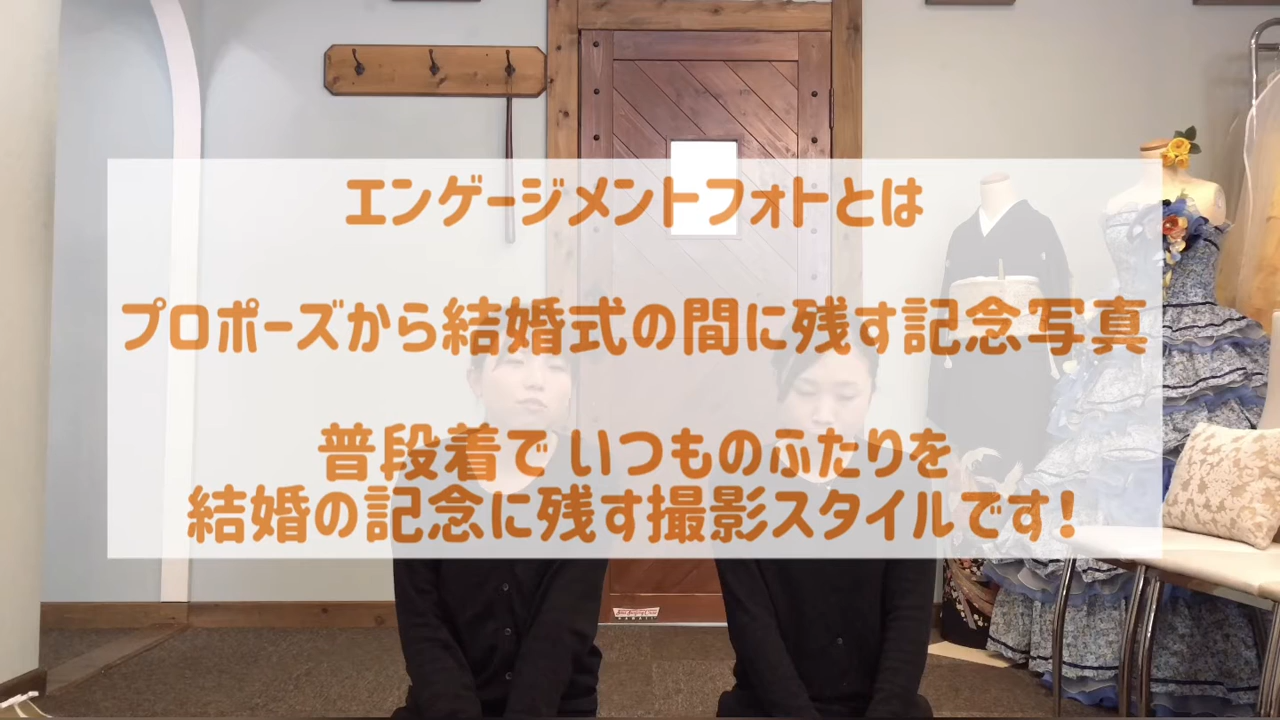 エンゲージメントフォトとは
プロポーズから結婚式の間に残す記念写真
普段着で いつものふたりを
結婚の記念に残す撮影スタイルです!